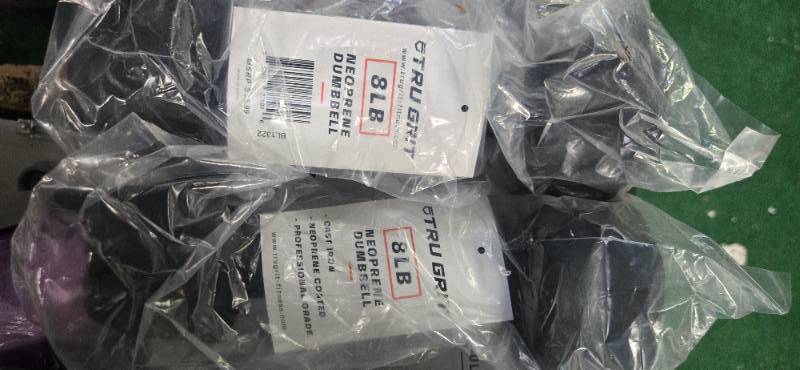 TRU GRIT
www.trugrit-fitness.com
8LB
NEOPRENE
DUMBBELL
BL1322
TRU GRIT
8LB
NEOPRENE
DUMBBELL
- CAST IRON
- NEOPRENE COATED
- PROFESSIONAL GRADE
www.trugrit-fitness.com